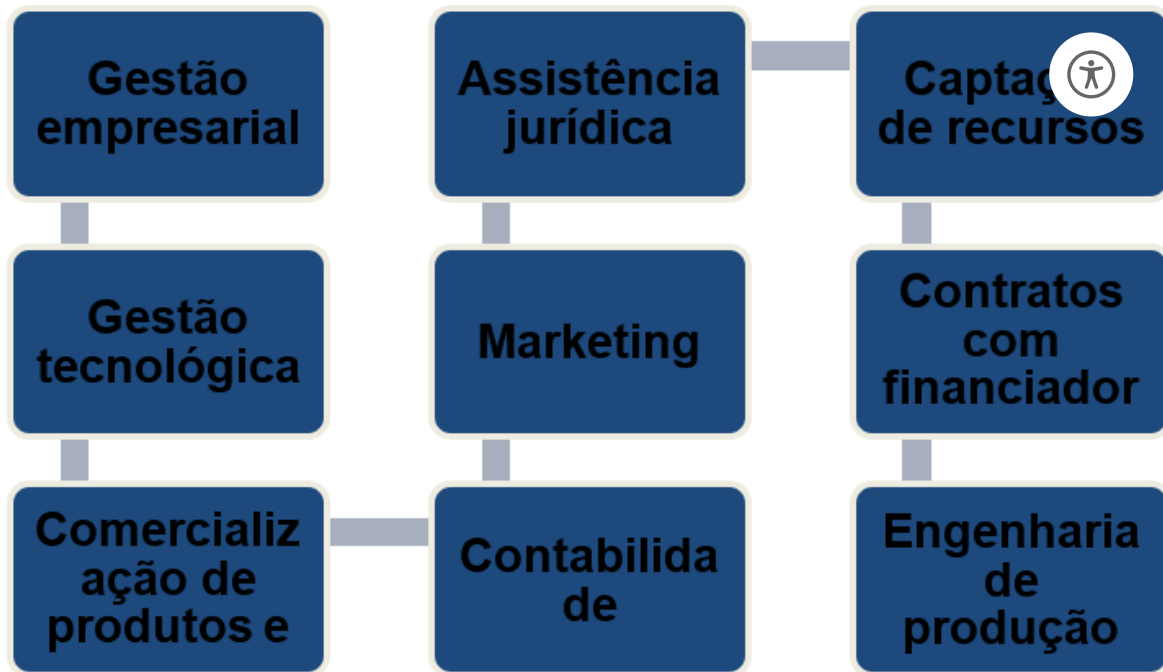 Gestão
empresarial
Gestão
tecnológica
Comercializ
ação de
produtos e
Contabilida
de
Marketing
Assistência
jurídica
de recursos
Contratos
com
financiador
Engenharia
de
produção